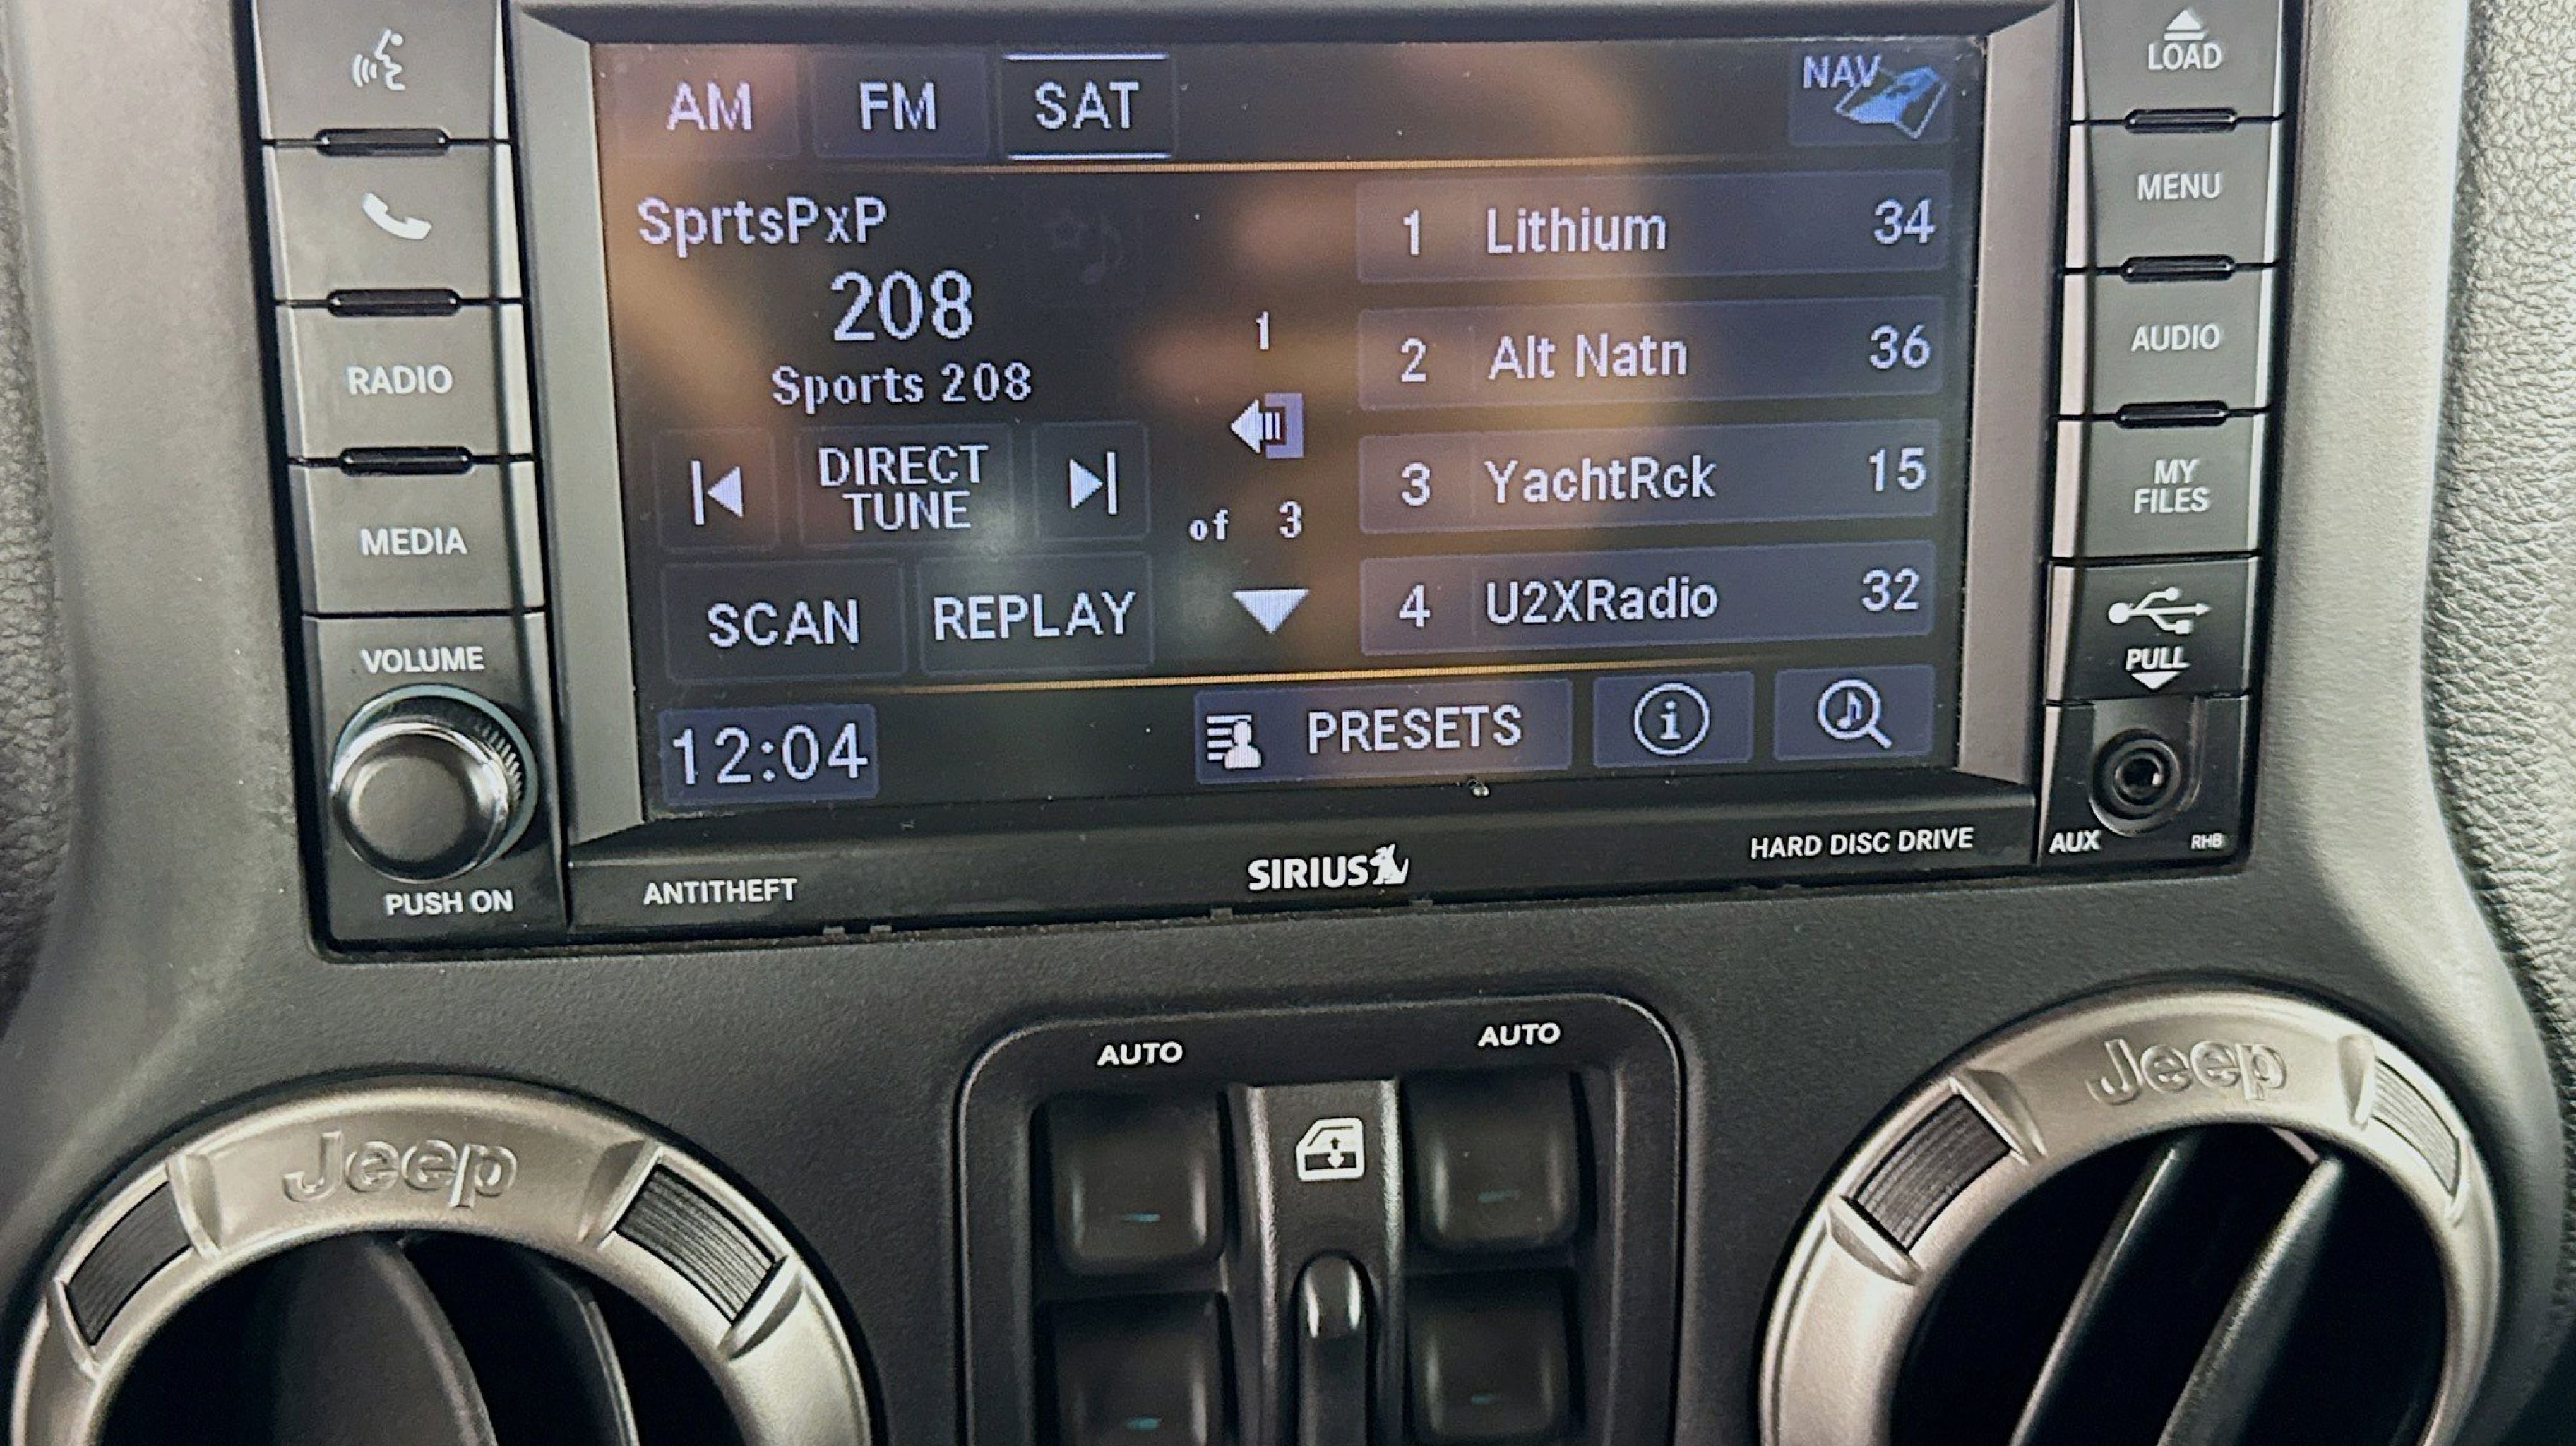 AM FM SAT NAV
LOAD
MENU
AUDIO
MY
FILES
PULL
AUX RHB
RADIO
MEDIA
VOLUME
PUSH ON
SprtsPxP
208
Sports 208
DIRECT
TUNE
SCAN REPLAY
1
of 3
1 Lithium 34
2 Alt Natn 36
3 YachtRck 15
4 U2XRadio 32
12:04 PRESETS i
ANTITHEFT SIRIUS HARD DISC DRIVE
AUTO AUTO
Jeep Jeep